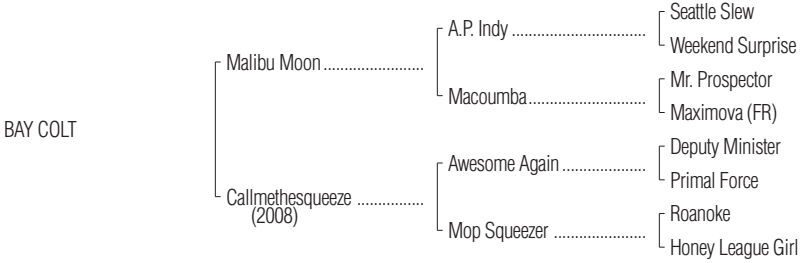 Seattle Slew
A.P. Indy ..............................
Weekend Surprise
Malibu Moon .......................
Mr. Prospector
Macoumba..........................
Maximova (FR)
BAY COLT
Deputy Minister
Awesome Again ...................
Primal Force
Callmethesqueeze ...............
(2008)
Roanoke
Mop Squeezer .....................
Honey League Girl